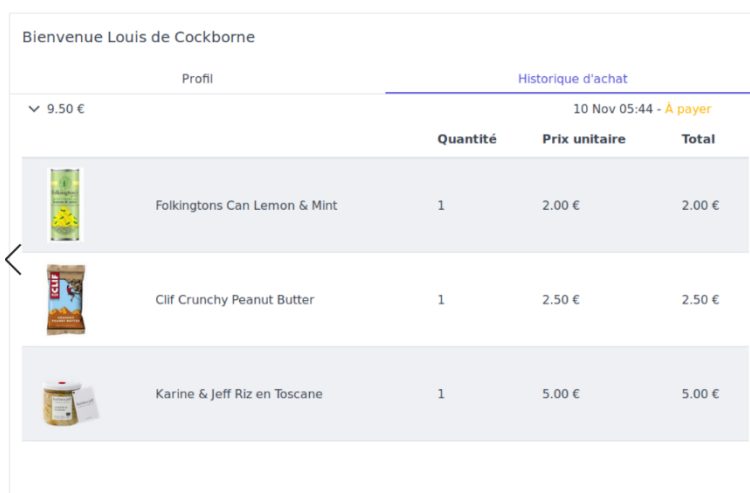 Bienvenue Louis de Cockborne
Profil Historique d'achat
9.50 € 10 Nov 05:44 - À payer
Quantité Prix unitaire Total
Folkingtons Can Lemon & Mint 1 2.00 € 2.00 €
Clif Crunchy Peanut Butter 1 2.50 € 2.50 €
CLIF
Karine & Jeff Riz en Toscane 1 5.00 € 5.00 €